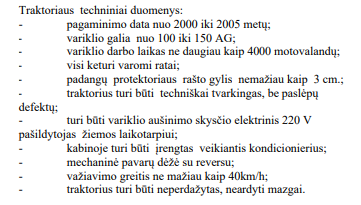 Traktoriaus techniniai duomenys:
- pagaminimo data nuo 2000 iki 2005 metų;
- variklio galia nuo 100 iki 150 AG;
- variklio darbo laikas ne daugiau kaip 4000 motovalandų;
- visi keturi varomi ratai;
- padangų protektoriaus rašto gylis nemažiau kaip 3 cm.;
- traktorius turi būti techniškai tvarkingas, be paslėpų
defektų;
- turi būti variklio aušinimo skysčio elektrinis 220 V
pašildytojas žiemos laikotarpiui;
- kabinoje turi būti įrengtas veikiantis kondicionierius;
- mechaninė pavarų dėžė su reversu;
- važiavimo greitis ne mažiau kaip 40km/h;
- traktorius turi būti neperdažytas, neardyti mazgai.